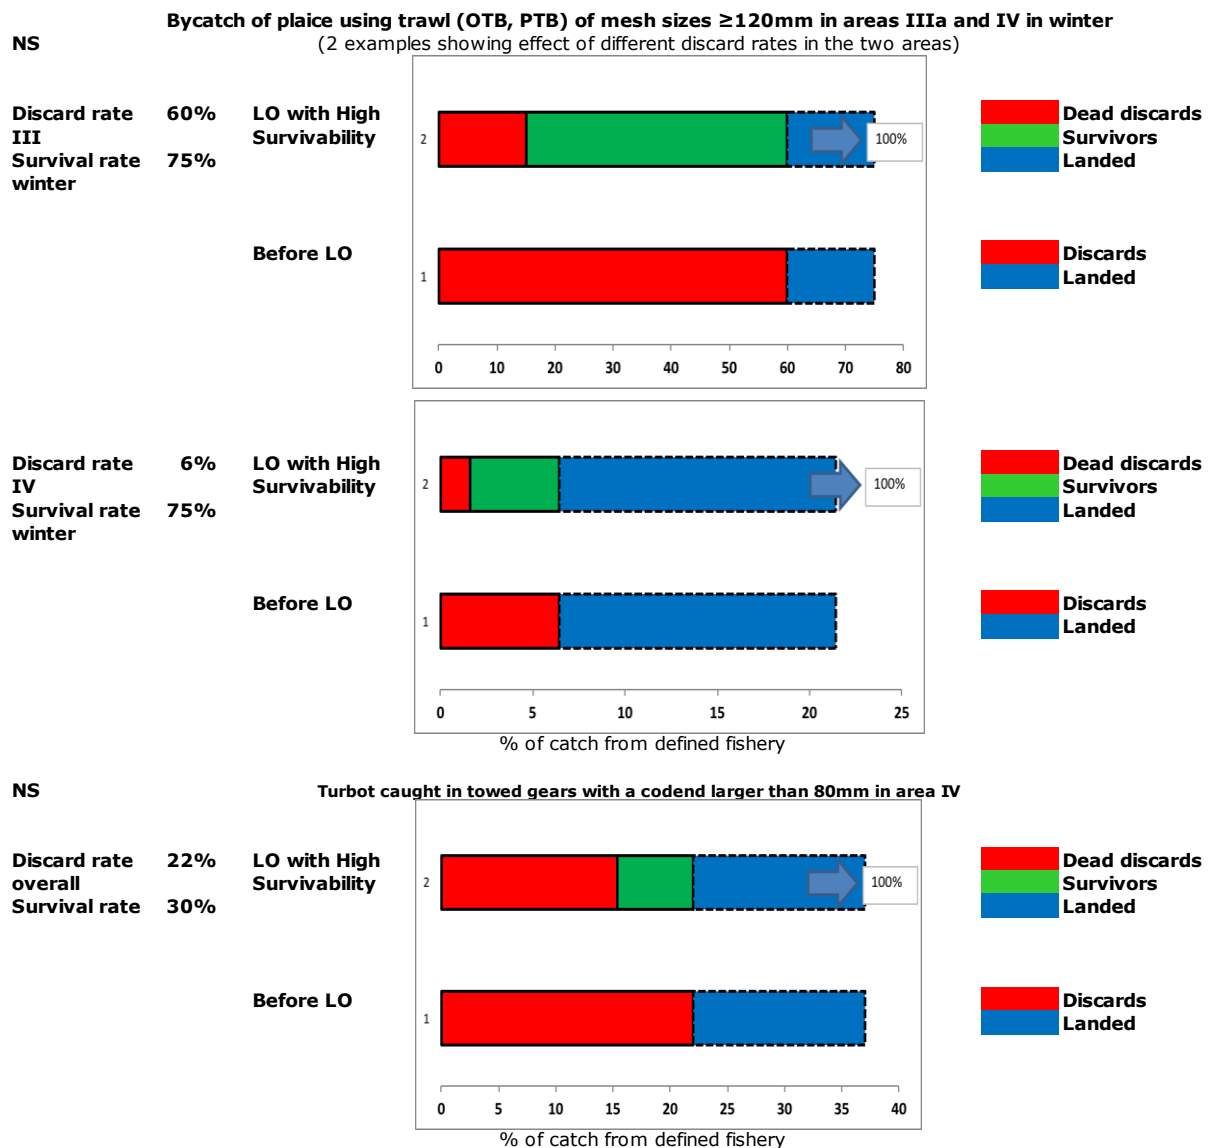 Bycatch of plaice using trawl (OTB, PTB) of mesh sizes ≥120mm in areas IIIa and IV in winter
NS
(2 examples showing effect of different discard rates in the two areas)
Discard rate III 60%
Survival rate winter 75%
LO with High Survivability
2
100%
Dead discards
Survivors
Landed
Before LO
1
Discards
Landed
0 10 20 30 40 50 60 70 80
Discard rate IV 6%
Survival rate winter 75%
LO with High Survivability
2
100%
Dead discards
Survivors
Landed
Before LO
1
Discards
Landed
0 5 10 15 20 25
% of catch from defined fishery
NS
Turbot caught in towed gears with a codend larger than 80mm in area IV
Discard rate overall 22%
Survival rate 30%
LO with High Survivability
2
100%
Dead discards
Survivors
Landed
Before LO
1
Discards
Landed
0 5 10 15 20 25 30 35 40
% of catch from defined fishery